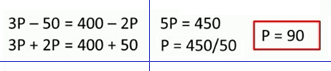 3P – 50 = 400 – 2P
3P + 2P = 400 + 50
5P = 450
P = 450/50
P = 90